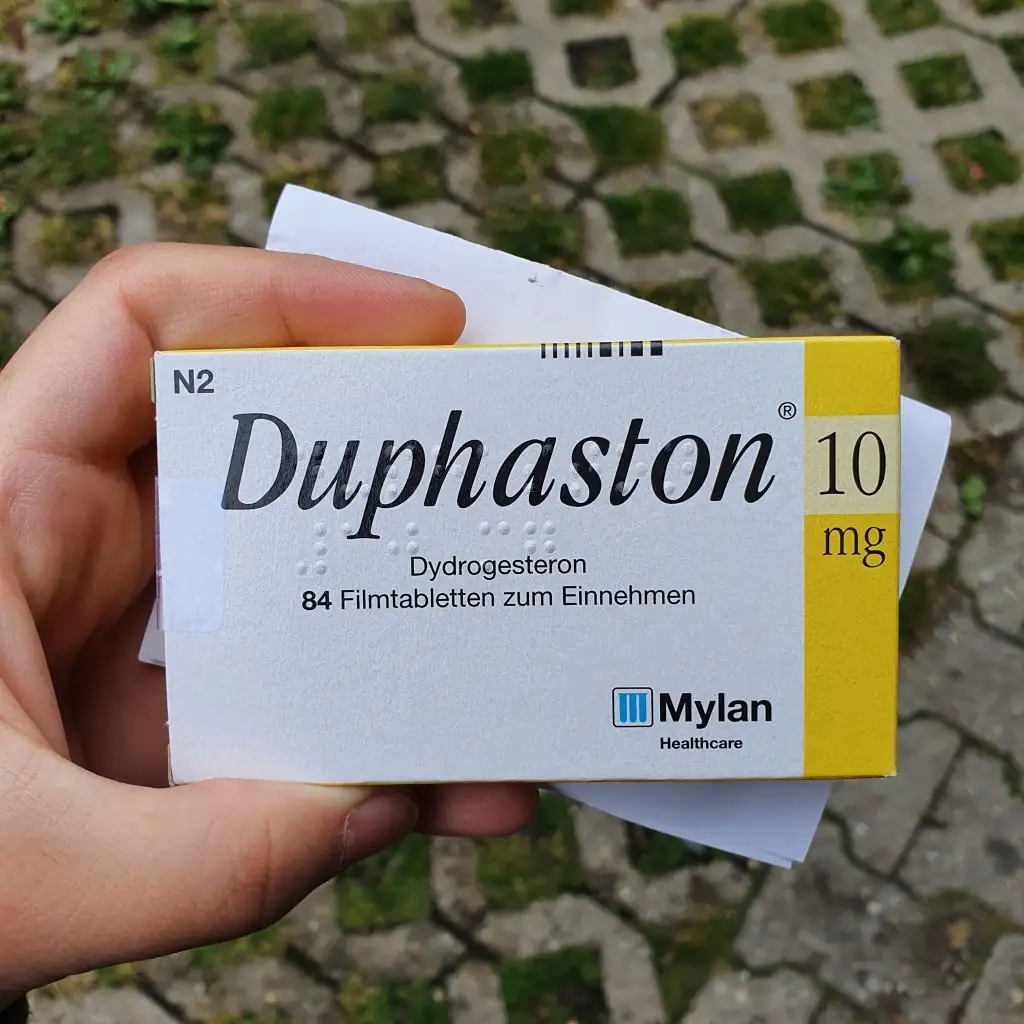 N2
Duphaston®
10
mg
Dydrogesteron
84 Filmtabletten zum Einnehmen
Mylan
Healthcare